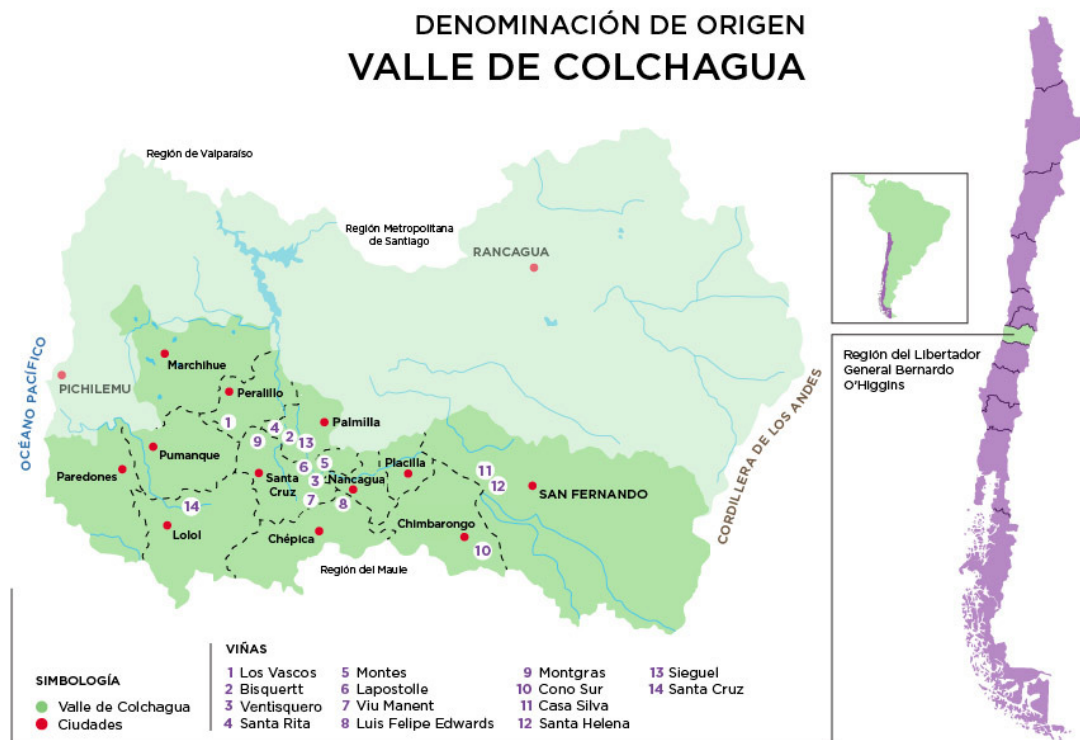 DENOMINACIÓN DE ORIGEN
VALLE DE COLCHAGUA
Región de Valparaíso
Región Metropolitana
de Santiago
RANCAGUA
OCÉANO PACÍFICO
PICHILEMU
Marchihue
Peralillo
Palmilla
1
4
2
13
9
Pumanque
Paredones
Santa
Cruz
6
5
3
Nancagua
Placilla
11
12
SAN FERNANDO
14
7
8
Lolol
Chépica
Chimbarongo
10
Región del Maule
CORDILLERA DE LOS ANDES
Región del Libertador
General Bernardo
O'Higgins
SIMBOLOGÍA
Valle de Colchagua
Ciudades
VIÑAS
1 Los Vascos
2 Bisquertt
3 Ventisquero
4 Santa Rita
5 Montes
6 Lapostolle
7 Viu Manent
8 Luis Felipe Edwards
9 Montgras
10 Cono Sur
11 Casa Silva
12 Santa Helena
13 Sieguel
14 Santa Cruz